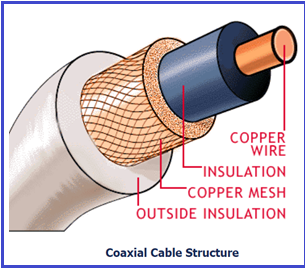 COPPER
WIRE
INSULATION
COPPER MESH
OUTSIDE INSULATION
Coaxial Cable Structure